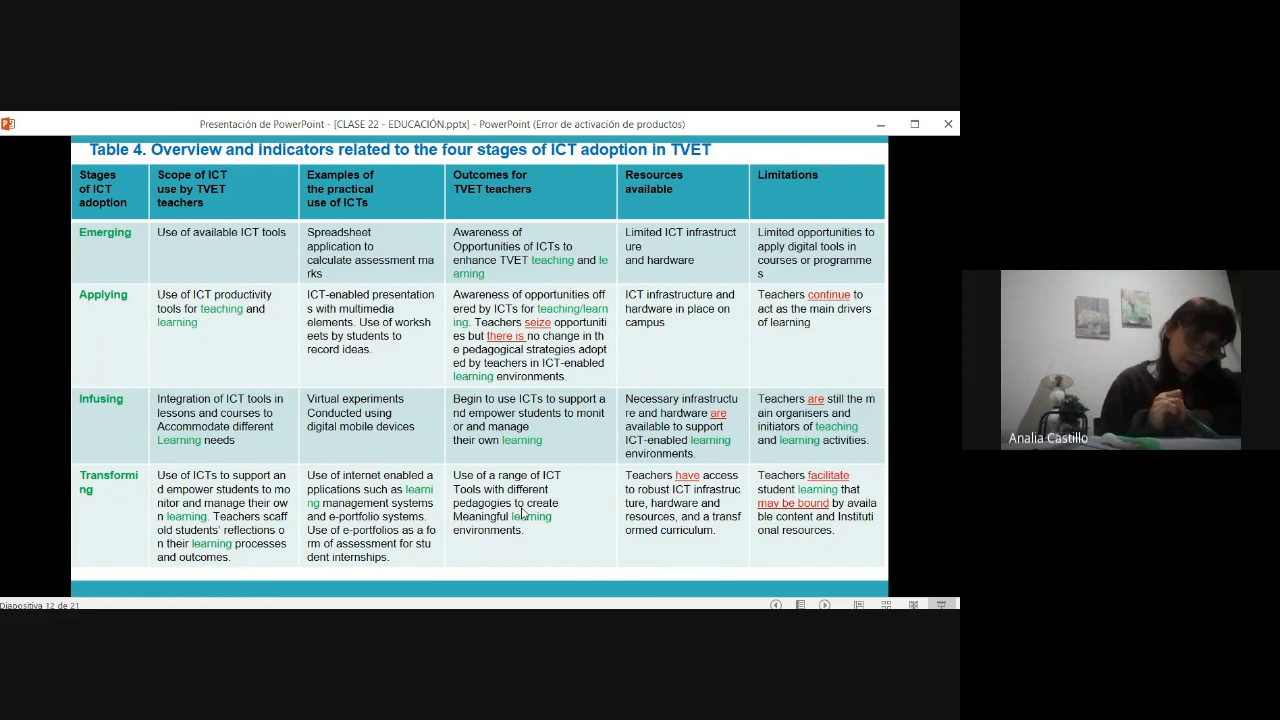 Presentación de PowerPoint - [CLASE 22 - EDUCACIÓN.pptx] - PowerPoint (Error de activación de productos)
Table 4. Overview and indicators related to the four stages of ICT adoption in TVET
Stages
of ICT
adoption
Scope of ICT
use by TVET
teachers
Examples of
the practical
use of ICTs
Outcomes for
TVET teachers
Resources
available
Limitations
Emerging
Use of available ICT tools
Spreadsheet
application to
calculate assessment ma
rks
Awareness of
Opportunities of ICTs to
enhance TVET teaching and le
arning
Limited ICT infrastruct
ure
and hardware
Limited opportunities to
apply digital tools in
courses or programme
s
Applying
Use of ICT productivity
tools for teaching and
learning
ICT-enabled presentation
s with multimedia
elements. Use of worksh
eets by students to
record ideas.
Awareness of opportunities off
ered by ICTs for teaching/learn
ing. Teachers seize opportuniti
es but there is no change in th
e pedagogical strategies adopt
ed by teachers in ICT-enabled
learning environments.
ICT infrastructure and
hardware in place on
campus
Teachers continue to
act as the main drivers
of learning
Infusing
Integration of ICT tools in
lessons and courses to
Accommodate different
Learning needs
Virtual experiments
Conducted using
digital mobile devices
Begin to use ICTs to support a
nd empower students to monit
or and manage
their own learning
Necessary infrastructu
re and hardware are
available to support
ICT-enabled learning
environments.
Teachers are still the m
ain organisers and
initiators of teaching
and learning activities.
Transformi
ng
Use of ICTs to support an
d empower students to mo
nitor and manage their ow
n learning. Teachers scaff
old students' reflections o
n their learning processes
and outcomes.
Use of internet enabled a
pplications such as learni
ng management systems
and e-portfolio systems.
Use of e-portfolios as a fo
rm of assessment for stu
dent internships.
Use of a range of ICT
Tools with different
pedagogies to create
Meaningful learning
environments.
Teachers have access
to robust ICT infrastruc
ture, hardware and
resources, and a transf
ormed curriculum.
Teachers facilitate
student learning that
may be bound by availa
ble content and Instituti
onal resources.
Diapositiva 12 de 21
Analia Castillo